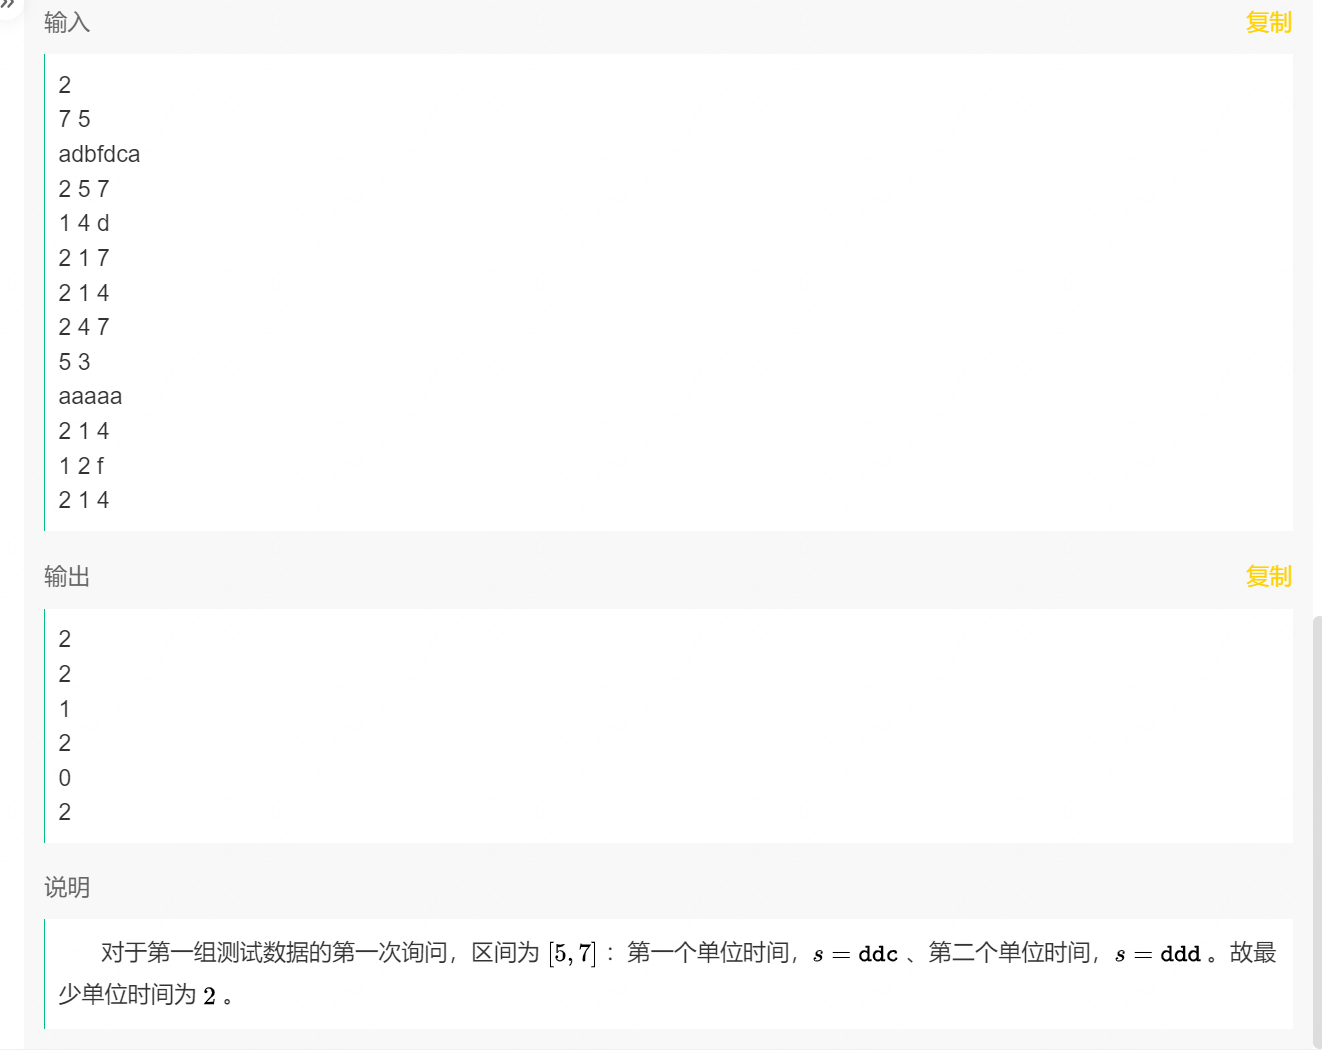 输入
复制
2
7 5
adbfdca
2 5 7
1 4 d
2 1 7
2 1 4
2 4 7
5 3
aaaaa
2 1 4
1 2 f
2 1 4
输出
复制
2
2
1
2
0
2
说明
对于第一组测试数据的第一次询问，区间为 [5, 7]：第一个单位时间，s = ddc 、第二个单位时间，s = ddd 。故最
少单位时间为 2 。